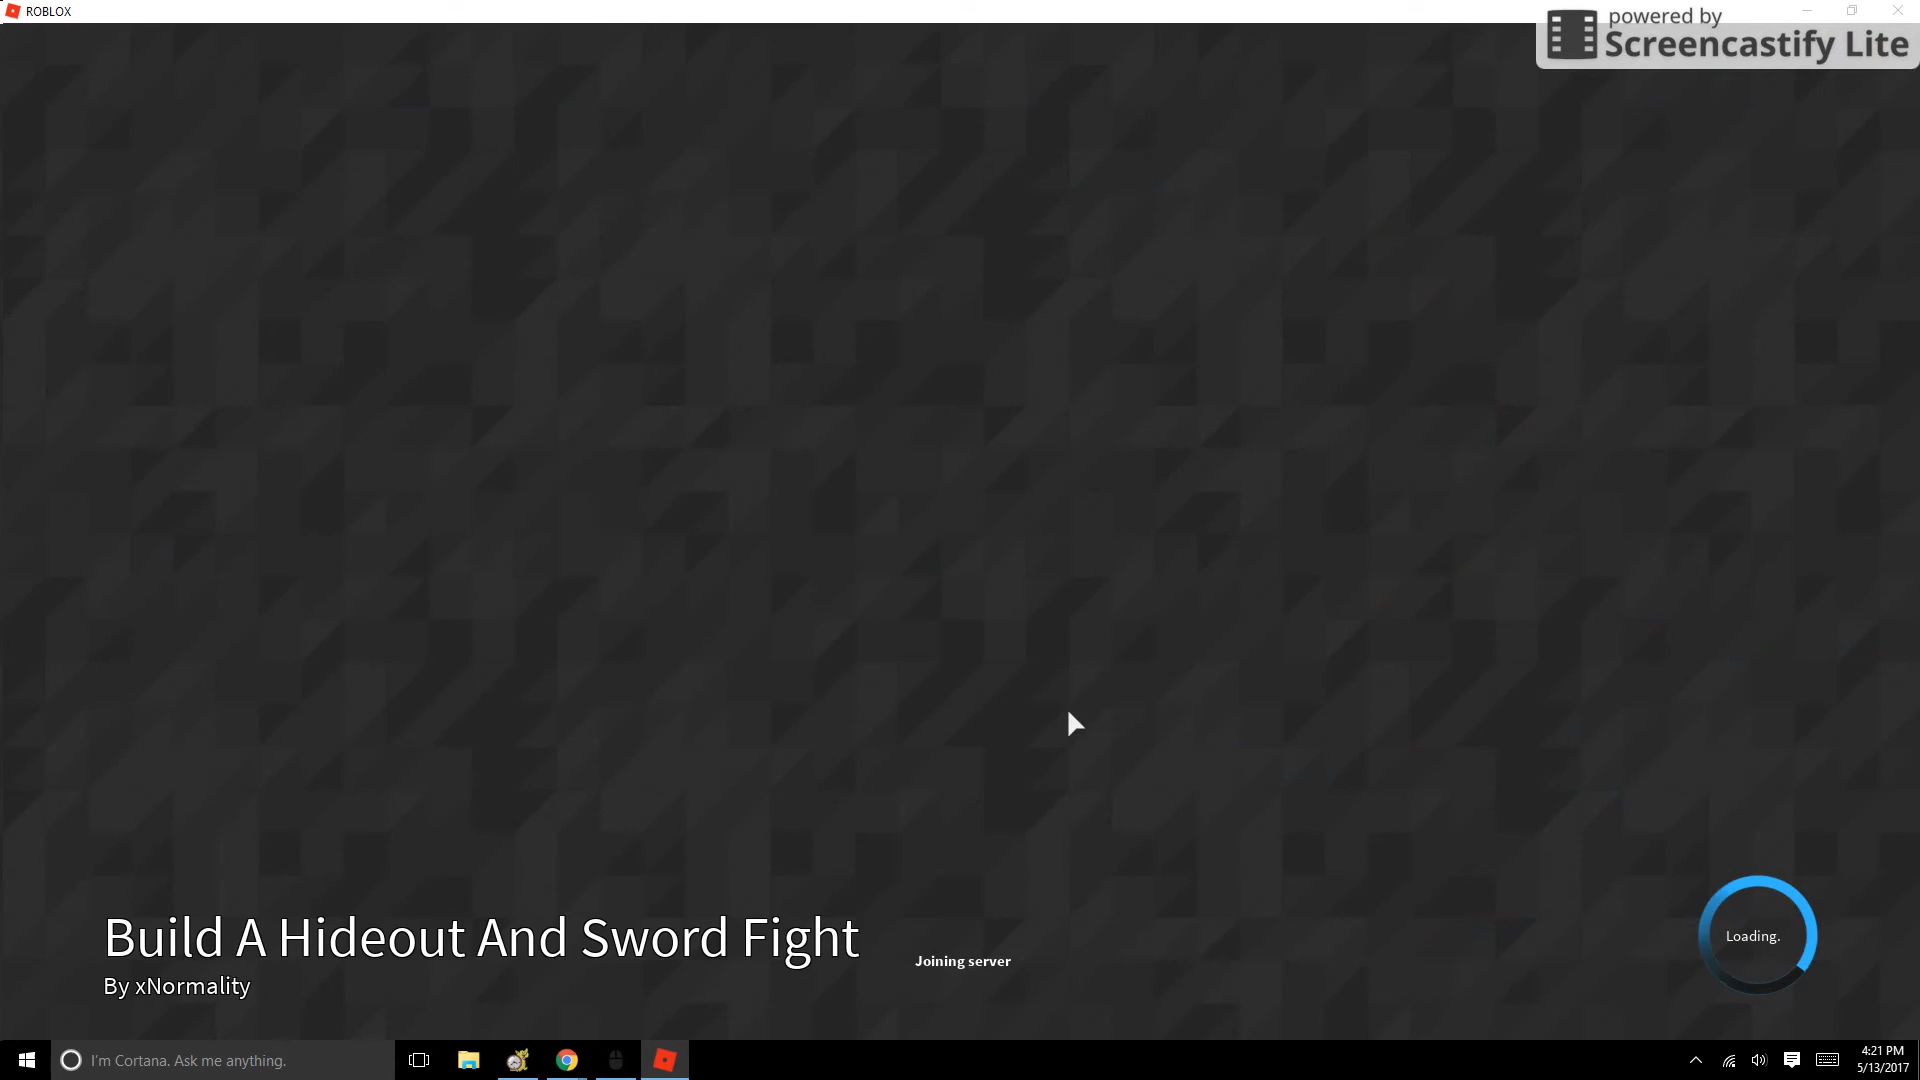 ROBLOX
powered by
Screencastify Lite
Build A Hideout And Sword Fight
By xNormality
Joining server
Loading.
I'm Cortana. Ask me anything.
4:21 PM
5/13/2017